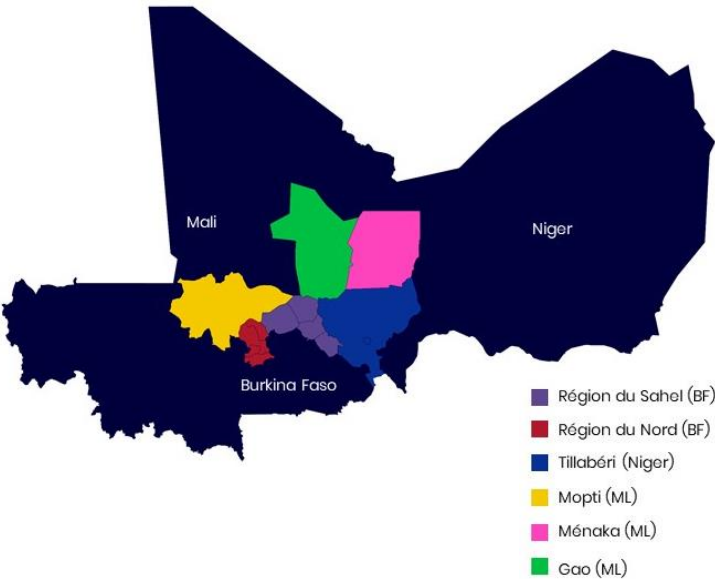 Mali
Niger
Burkina Faso
Région du Sahel (BF)
Région du Nord (BF)
Tillabéri (Niger)
Mopti (ML)
Ménaka (ML)
Gao (ML)